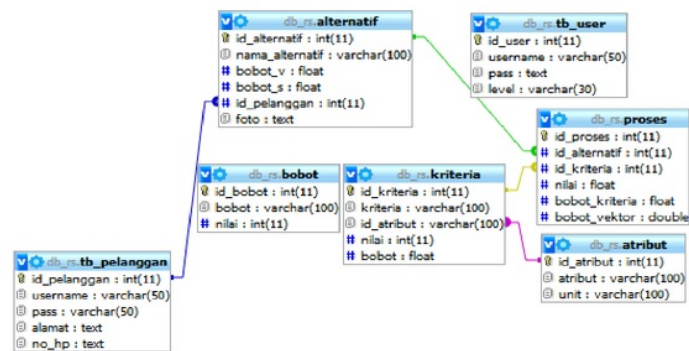 db_rs.alternatif
id_alternatif : int(11)
nama_alternatif : varchar(100)
bobot_v : float
bobot_s : float
id_pelanggan : int(11)
foto : text
db_rs.tb_user
id_user : int(11)
username : varchar(50)
pass : text
level : varchar(30)
db_rs.proses
id_proses : int(11)
id_alternatif : int(11)
id_kriteria : int(11)
nilai : float
bobot_kriteria : float
bobot_vektor : double
db_rs.bobot
id_bobot : int(11)
bobot : varchar(100)
nilai : int(11)
db_rs.kriteria
id_kriteria : int(11)
kriteria : varchar(100)
id_atribut : varchar(100)
nilai : int(11)
bobot : float
db_rs.atribut
id_atribut : int(11)
atribut : varchar(100)
unit : varchar(100)
db_rs.tb_pelanggan
id_pelanggan : int(11)
username : varchar(50)
pass : varchar(50)
alamat : text
no_hp : text